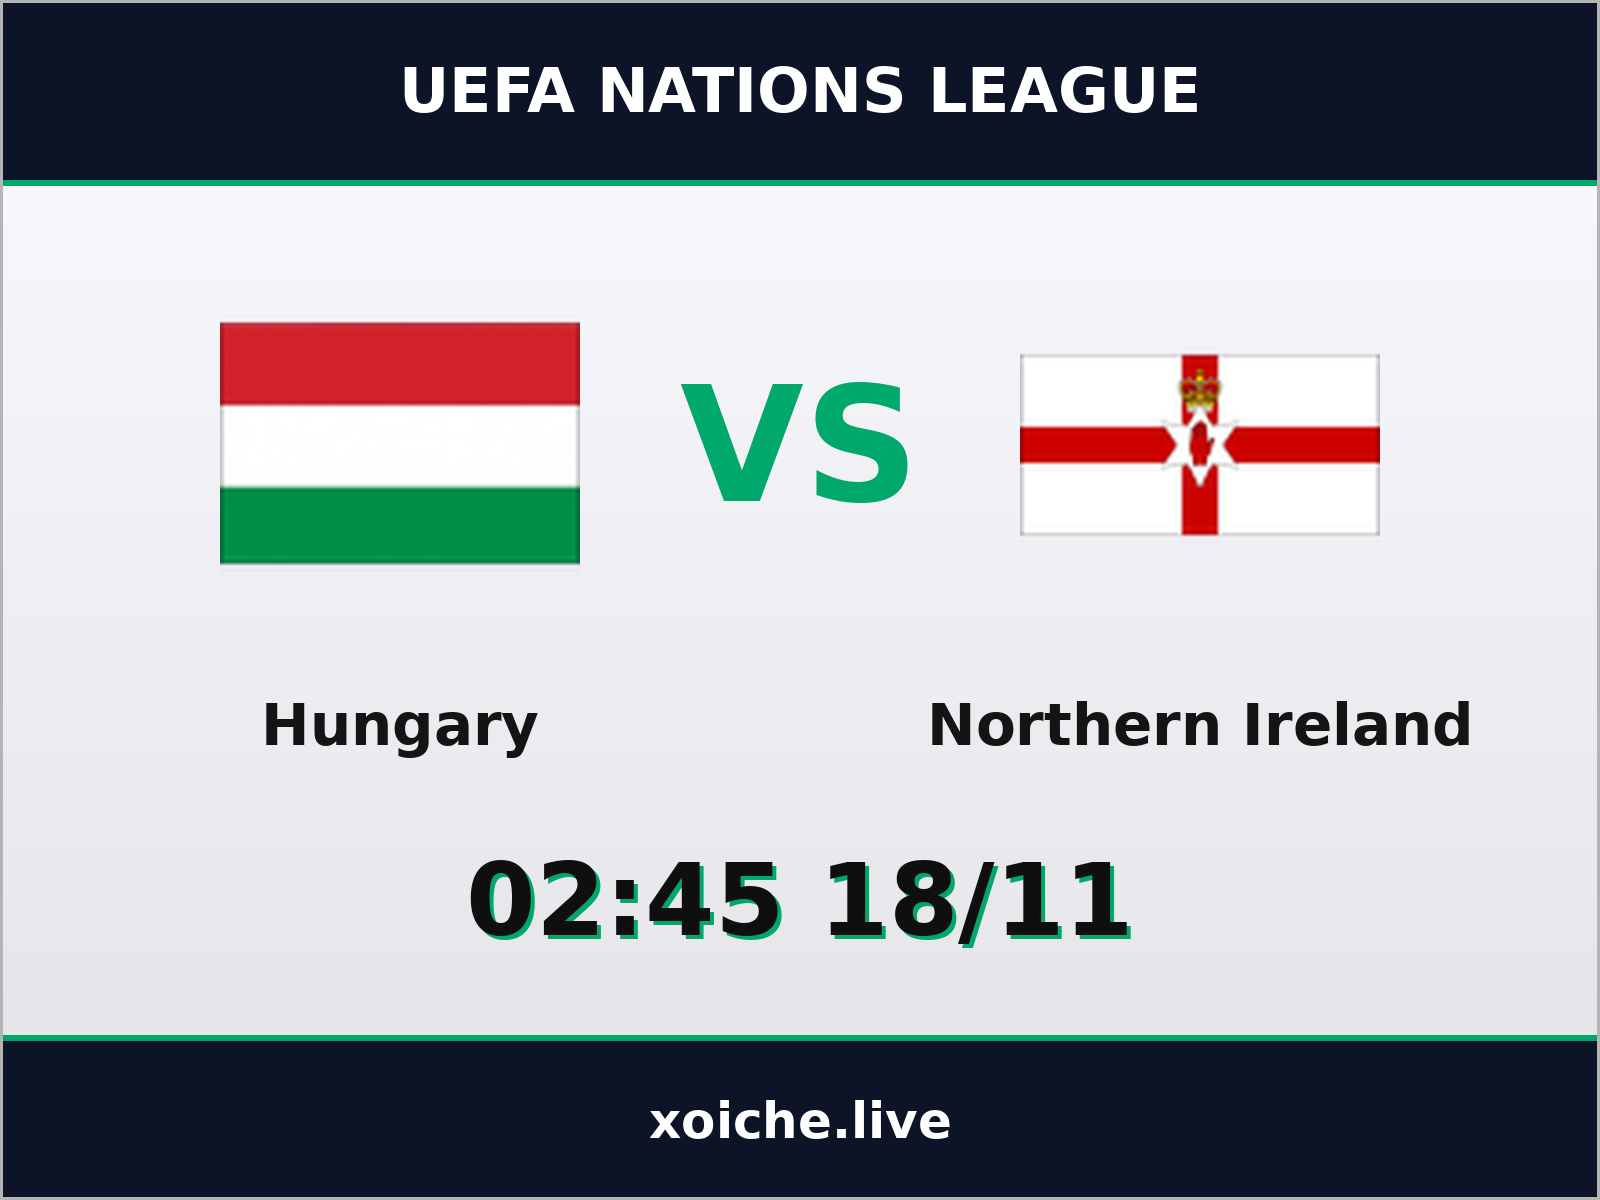 UEFA NATIONS LEAGUE
VS
Hungary
Northern Ireland
02:45 18/11
xoiche.live